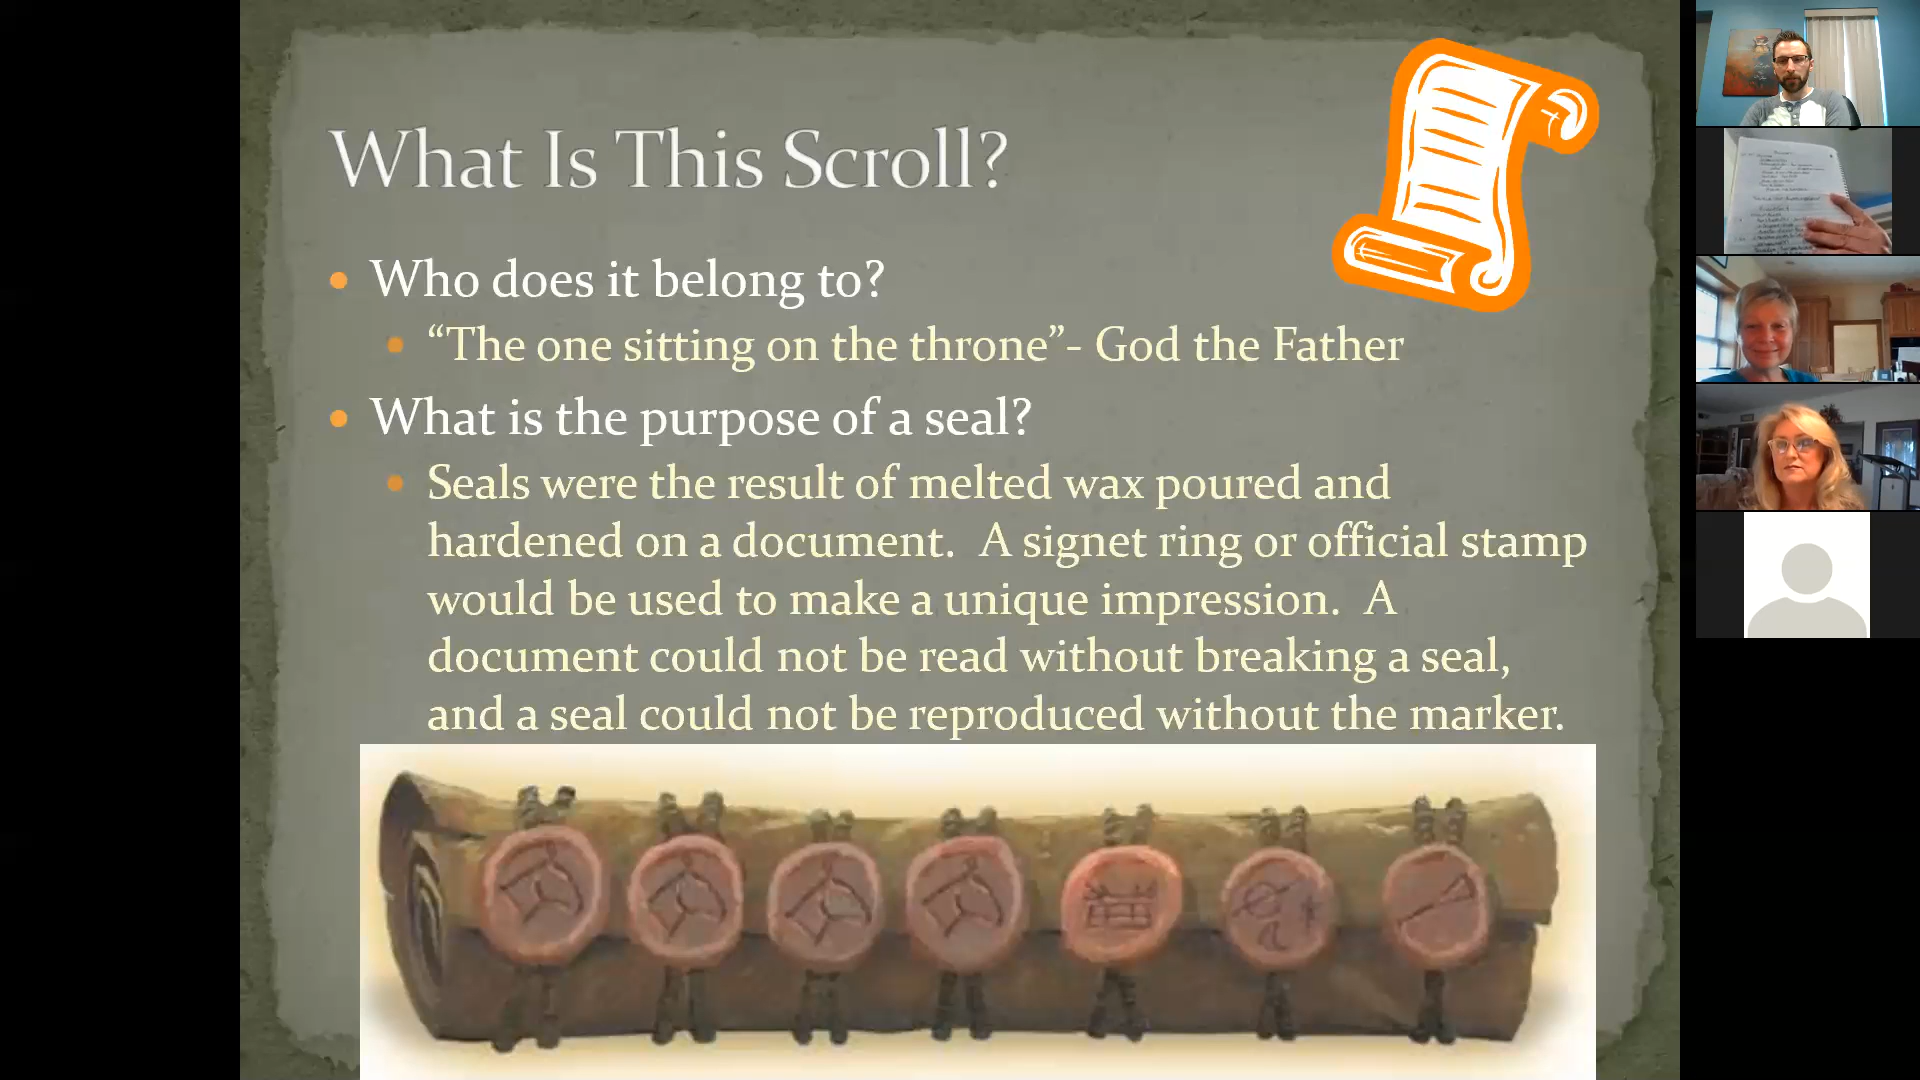 What Is This Scroll?
• Who does it belong to?
• “The one sitting on the throne”- God the Father
• What is the purpose of a seal?
• Seals were the result of melted wax poured and
hardened on a document.  A signet ring or official stamp
would be used to make a unique impression.  A
document could not be read without breaking a seal,
and a seal could not be reproduced without the marker.